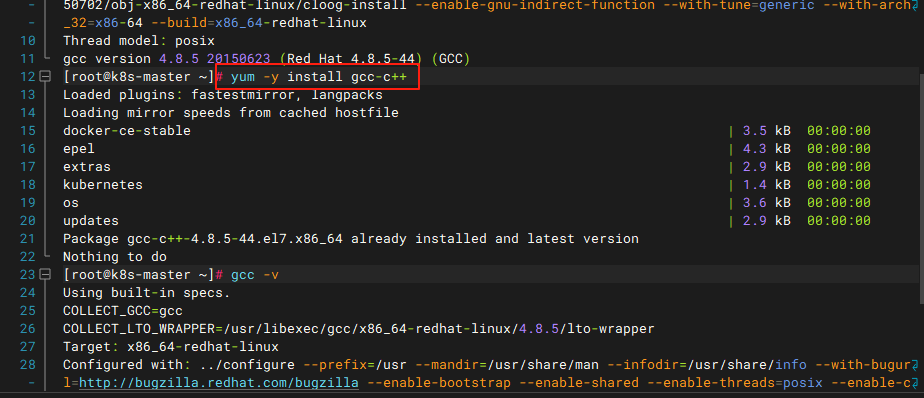 50702/obj-x86_64-redhat-linux/cloog-install --enable-gnu-indirect-function --with-tune=generic --with-arch
- _32=x86-64 --build=x86_64-redhat-linux
10 Thread model: posix
11 gcc version 4.8.5 20150623 (Red Hat 4.8.5-44) (GCC)
12 [root@k8s-master ~]# yum -y install gcc-c++
13 Loaded plugins: fastestmirror, langpacks
14 Loading mirror speeds from cached hostfile
15 docker-ce-stable | 3.5 kB 00:00:00
16 epel | 4.3 kB 00:00:00
17 extras | 2.9 kB 00:00:00
18 kubernetes | 1.4 kB 00:00:00
19 os | 3.6 kB 00:00:00
20 updates | 2.9 kB 00:00:00
21 Package gcc-c++-4.8.5-44.el7.x86_64 already installed and latest version
22 Nothing to do
23 [root@k8s-master ~]# gcc -v
24 Using built-in specs.
25 COLLECT_GCC=gcc
26 COLLECT_LTO_WRAPPER=/usr/libexec/gcc/x86_64-redhat-linux/4.8.5/lto-wrapper
27 Target: x86_64-redhat-linux
28 Configured with: ../configure --prefix=/usr --mandir=/usr/share/man --infodir=/usr/share/info --with-bugur
- l=http://bugzilla.redhat.com/bugzilla --enable-bootstrap --enable-shared --enable-threads=posix --enable-c